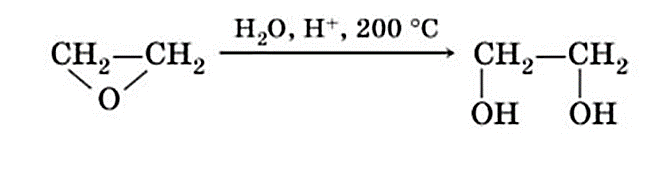 H₂O, H⁺, 200 °C
CH₂—CH₂ CH₂—CH₂
O
OH OH